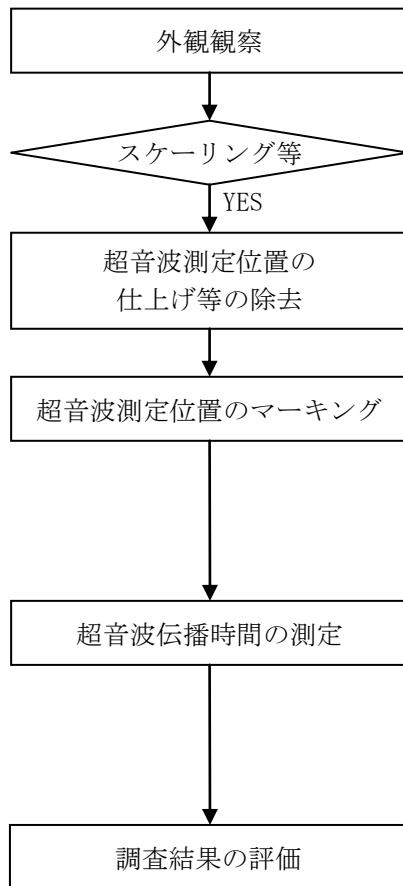 外観観察
スケーリング等
YES
超音波測定位置の
仕上げ等の除去
超音波測定位置のマーキング
超音波伝播時間の測定
調査結果の評価